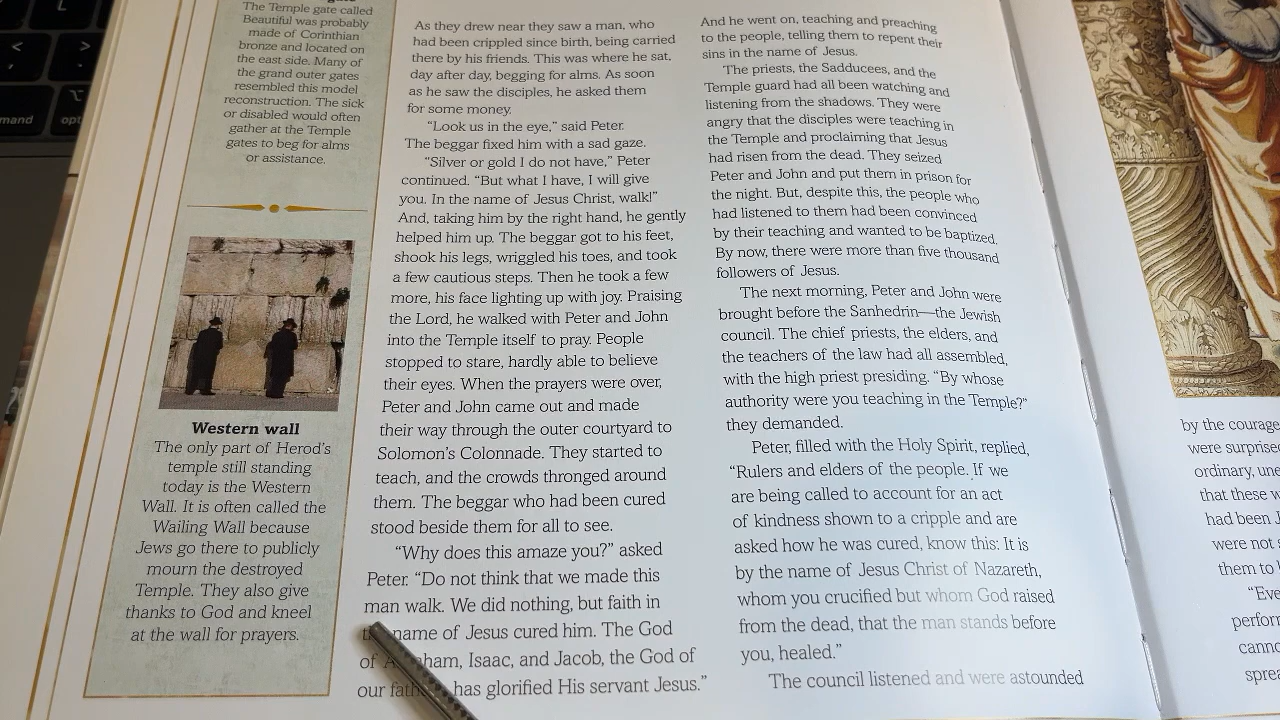 The Temple gate called
Beautiful was probably
made of Corinthian
bronze and located on
the east side. Many of
the grand outer gates
resembled this model
reconstruction. The sick
or disabled would often
gather at the Temple
gates to beg for alms
or assistance.
Western wall
The only part of Herod's
temple still standing
today is the Western
Wall. It is often called the
Wailing Wall because
Jews go there to publicly
mourn the destroyed
Temple. They also give
thanks to God and kneel
at the wall for prayers.
As they drew near they saw a man, who
had been crippled since birth, being carried
there by his friends. This was where he sat,
day after day, begging for alms. As soon
as he saw the disciples, he asked them
for some money.
"Look us in the eye," said Peter.
The beggar fixed him with a sad gaze.
"Silver or gold I do not have," Peter
continued. "But what I have, I will give
you. In the name of Jesus Christ, walk!"
And, taking him by the right hand, he gently
helped him up. The beggar got to his feet,
shook his legs, wriggled his toes, and took
a few cautious steps. Then he took a few
more, his face lighting up with joy. Praising
the Lord, he walked with Peter and John
into the Temple itself to pray. People
stopped to stare, hardly able to believe
their eyes. When the prayers were over,
Peter and John came out and made
their way through the outer courtyard to
Solomon's Colonnade. They started to
teach, and the crowds thronged around
them. The beggar who had been cured
stood beside them for all to see.
"Why does this amaze you?" asked
Peter. "Do not think that we made this
man walk. We did nothing, but faith in
name of Jesus cured him. The God
of Isaac, and Jacob, the God of
our has glorified His servant Jesus."
And he went on, teaching and preaching
to the people, telling them to repent their
sins in the name of Jesus.
The priests, the Sadducees, and the
Temple guard had all been watching and
listening from the shadows. They were
angry that the disciples were teaching in
the Temple and proclaiming that Jesus
had risen from the dead. They seized
Peter and John and put them in prison for
the night. But, despite this, the people who
had listened to them had been convinced
by their teaching and wanted to be baptized.
By now, there were more than five thousand
followers of Jesus.
The next morning, Peter and John were
brought before the Sanhedrin—the Jewish
council. The chief priests, the elders, and
the teachers of the law had all assembled,
with the high priest presiding. "By whose
authority were you teaching in the Temple?"
they demanded.
Peter, filled with the Holy Spirit, replied,
"Rulers and elders of the people. If we
are being called to account for an act
of kindness shown to a cripple and are
asked how he was cured, know this: It is
by the name of Jesus Christ of Nazareth,
whom you crucified but whom God raised
from the dead, that the man stands before
you, healed."
The council listened and were astounded
by the courage
were surprise
ordinary,
that these
had been
were not
them to
"Eve
perform
canno
sprea